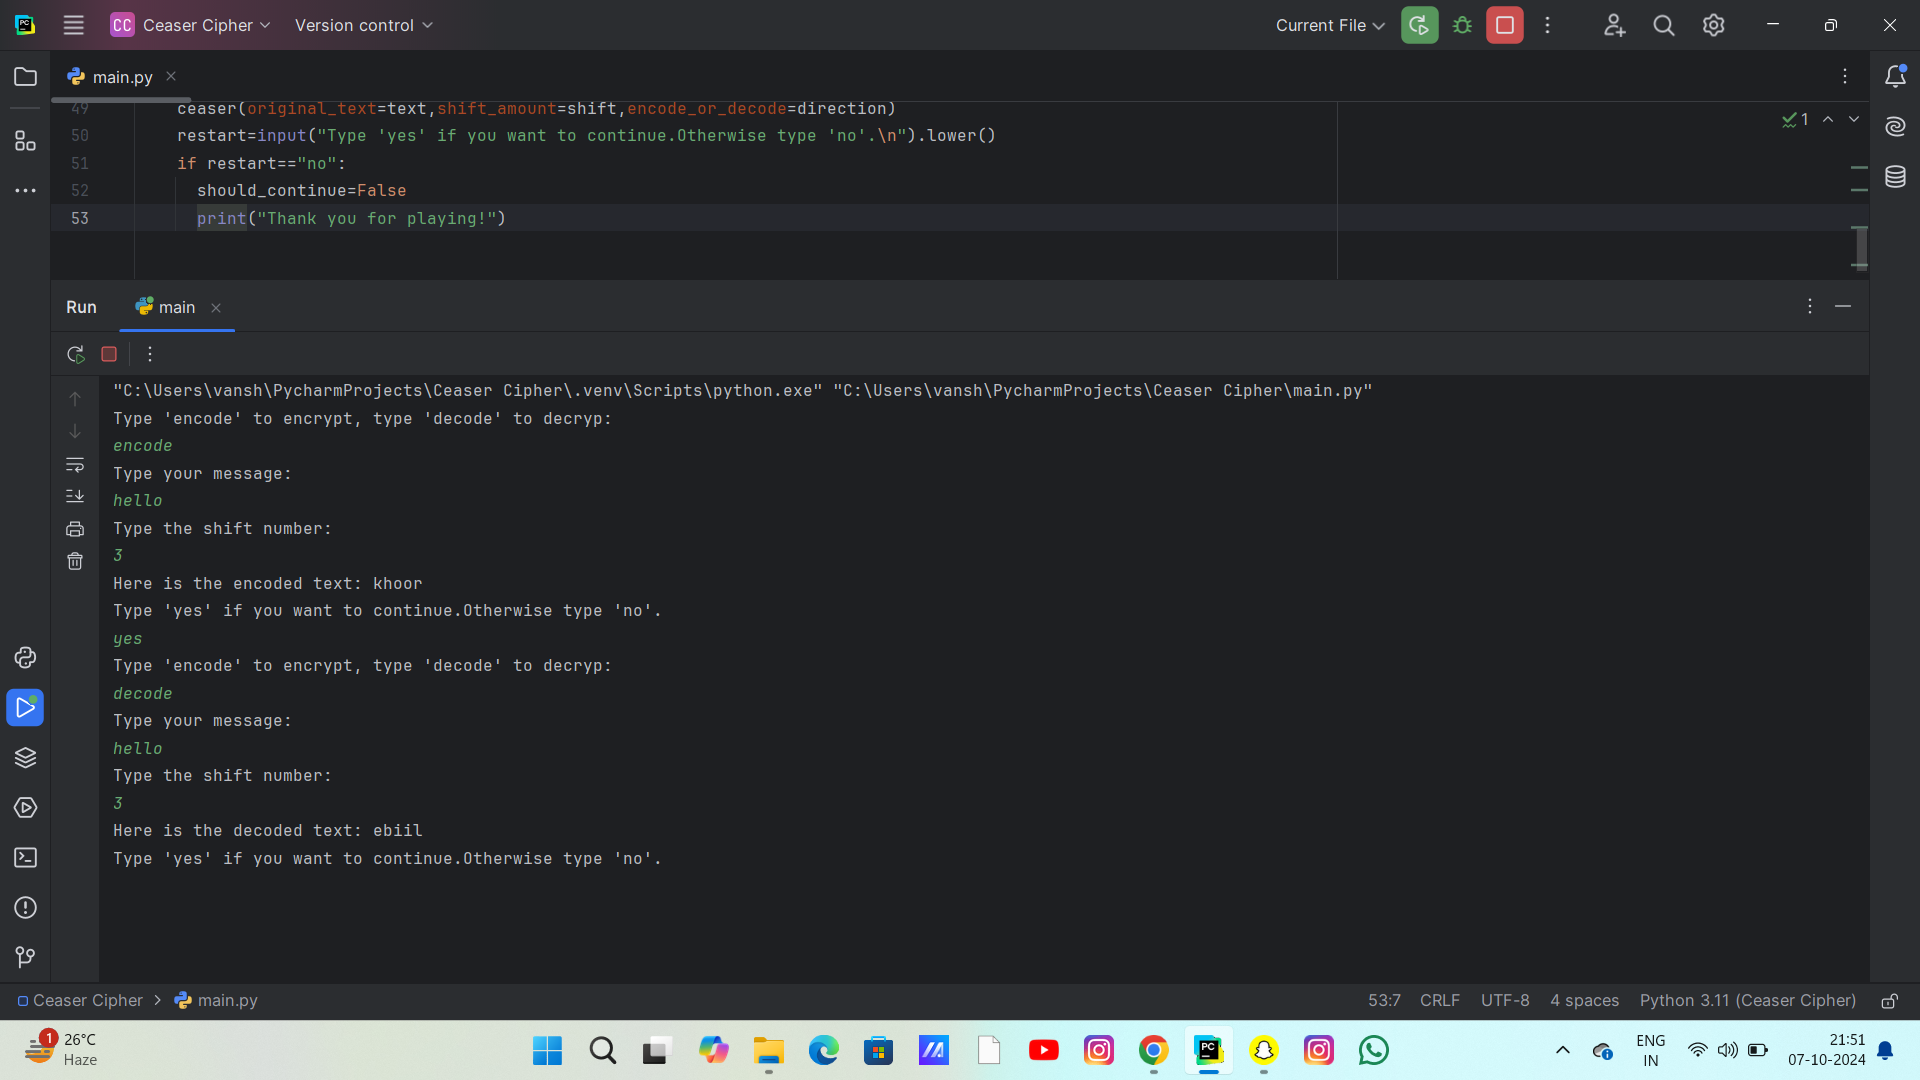 CC Ceaser Cipher Version control Current File
main.py
49 ceaser(original_text=text,shift_amount=shift,encode_or_decode=direction)
50 restart=input("Type 'yes' if you want to continue.Otherwise type 'no'.\n").lower()
51 if restart=="no":
52 should_continue=False
53 print("Thank you for playing!")
1
Run main
"C:\Users\vansh\PycharmProjects\Ceaser Cipher\.venv\Scripts\python.exe" "C:\Users\vansh\PycharmProjects\Ceaser Cipher\main.py"
Type 'encode' to encrypt, type 'decode' to decryp:
encode
Type your message:
hello
Type the shift number:
3
Here is the encoded text: khoor
Type 'yes' if you want to continue.Otherwise type 'no'.
yes
Type 'encode' to encrypt, type 'decode' to decryp:
decode
Type your message:
hello
Type the shift number:
3
Here is the decoded text: ebiil
Type 'yes' if you want to continue.Otherwise type 'no'.
Ceaser Cipher > main.py 53:7 CRLF UTF-8 4 spaces Python 3.11 (Ceaser Cipher)
1 26°C
Haze
PC
ENG
IN
21:51
07-10-2024